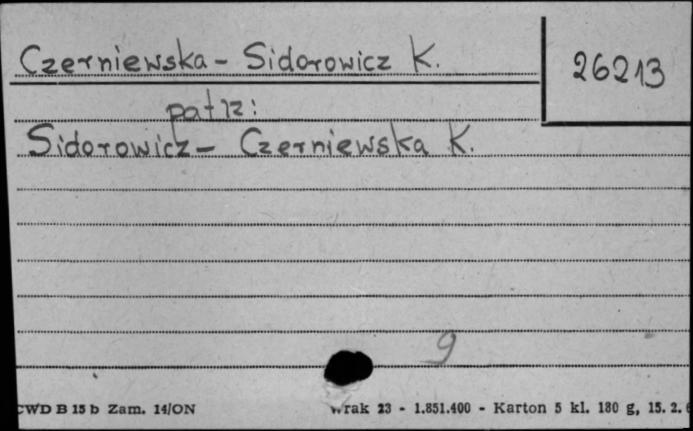 Czerniewska - Sidorowicz K.
26213
patrz:
Sidorowicz - Czerniewska K.
9
CWD B 15 b Zam. 14/ON
Wrak 23 - 1.851.400 - Karton 5 kl. 180 g, 15. 2.